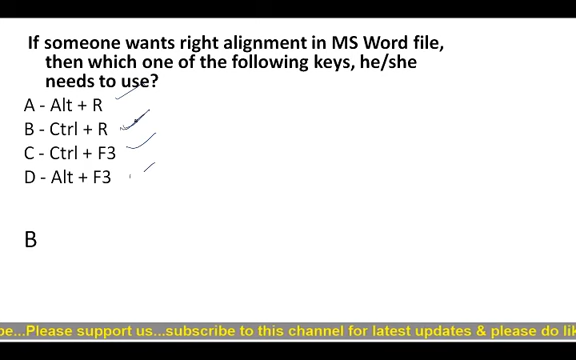 If someone wants right alignment in MS Word file,
then which one of the following keys, he/she
needs to use?
A - Alt + R
B - Ctrl + R
C - Ctrl + F3
D - Alt + F3
B
be...Please support us...subscribe to this channel for latest updates & please do lik